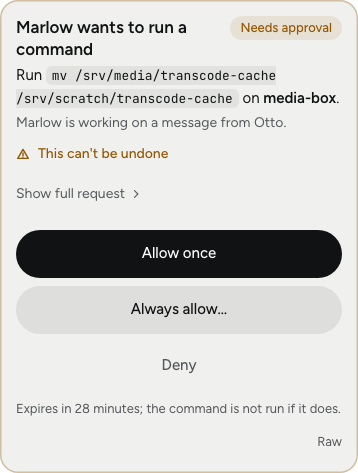 Marlow wants to run a
command
Needs approval
Run mv /srv/media/transcode-cache
/srv/scratch/transcode-cache on media-box.
Marlow is working on a message from Otto.
This can't be undone
Show full request
Allow once
Always allow...
Deny
Expires in 28 minutes; the command is not run if it does.
Raw